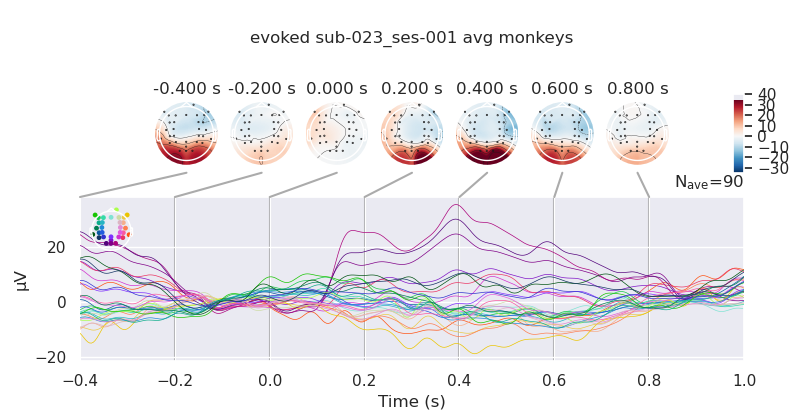 evoked sub-023_ses-001 avg monkeys
-0.400 s -0.200 s 0.000 s 0.200 s 0.400 s 0.600 s 0.800 s
40
30
20
10
0
−10
−20
−30
Nave=90
20
0
−20
µV
−0.4 −0.2 0.0 0.2 0.4 0.6 0.8 1.0
Time (s)